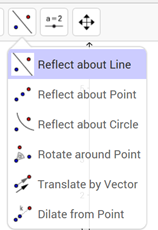 a = 2
Reflect about Line
Reflect about Point
Reflect about Circle
Rotate around Point
Translate by Vector
Dilate from Point